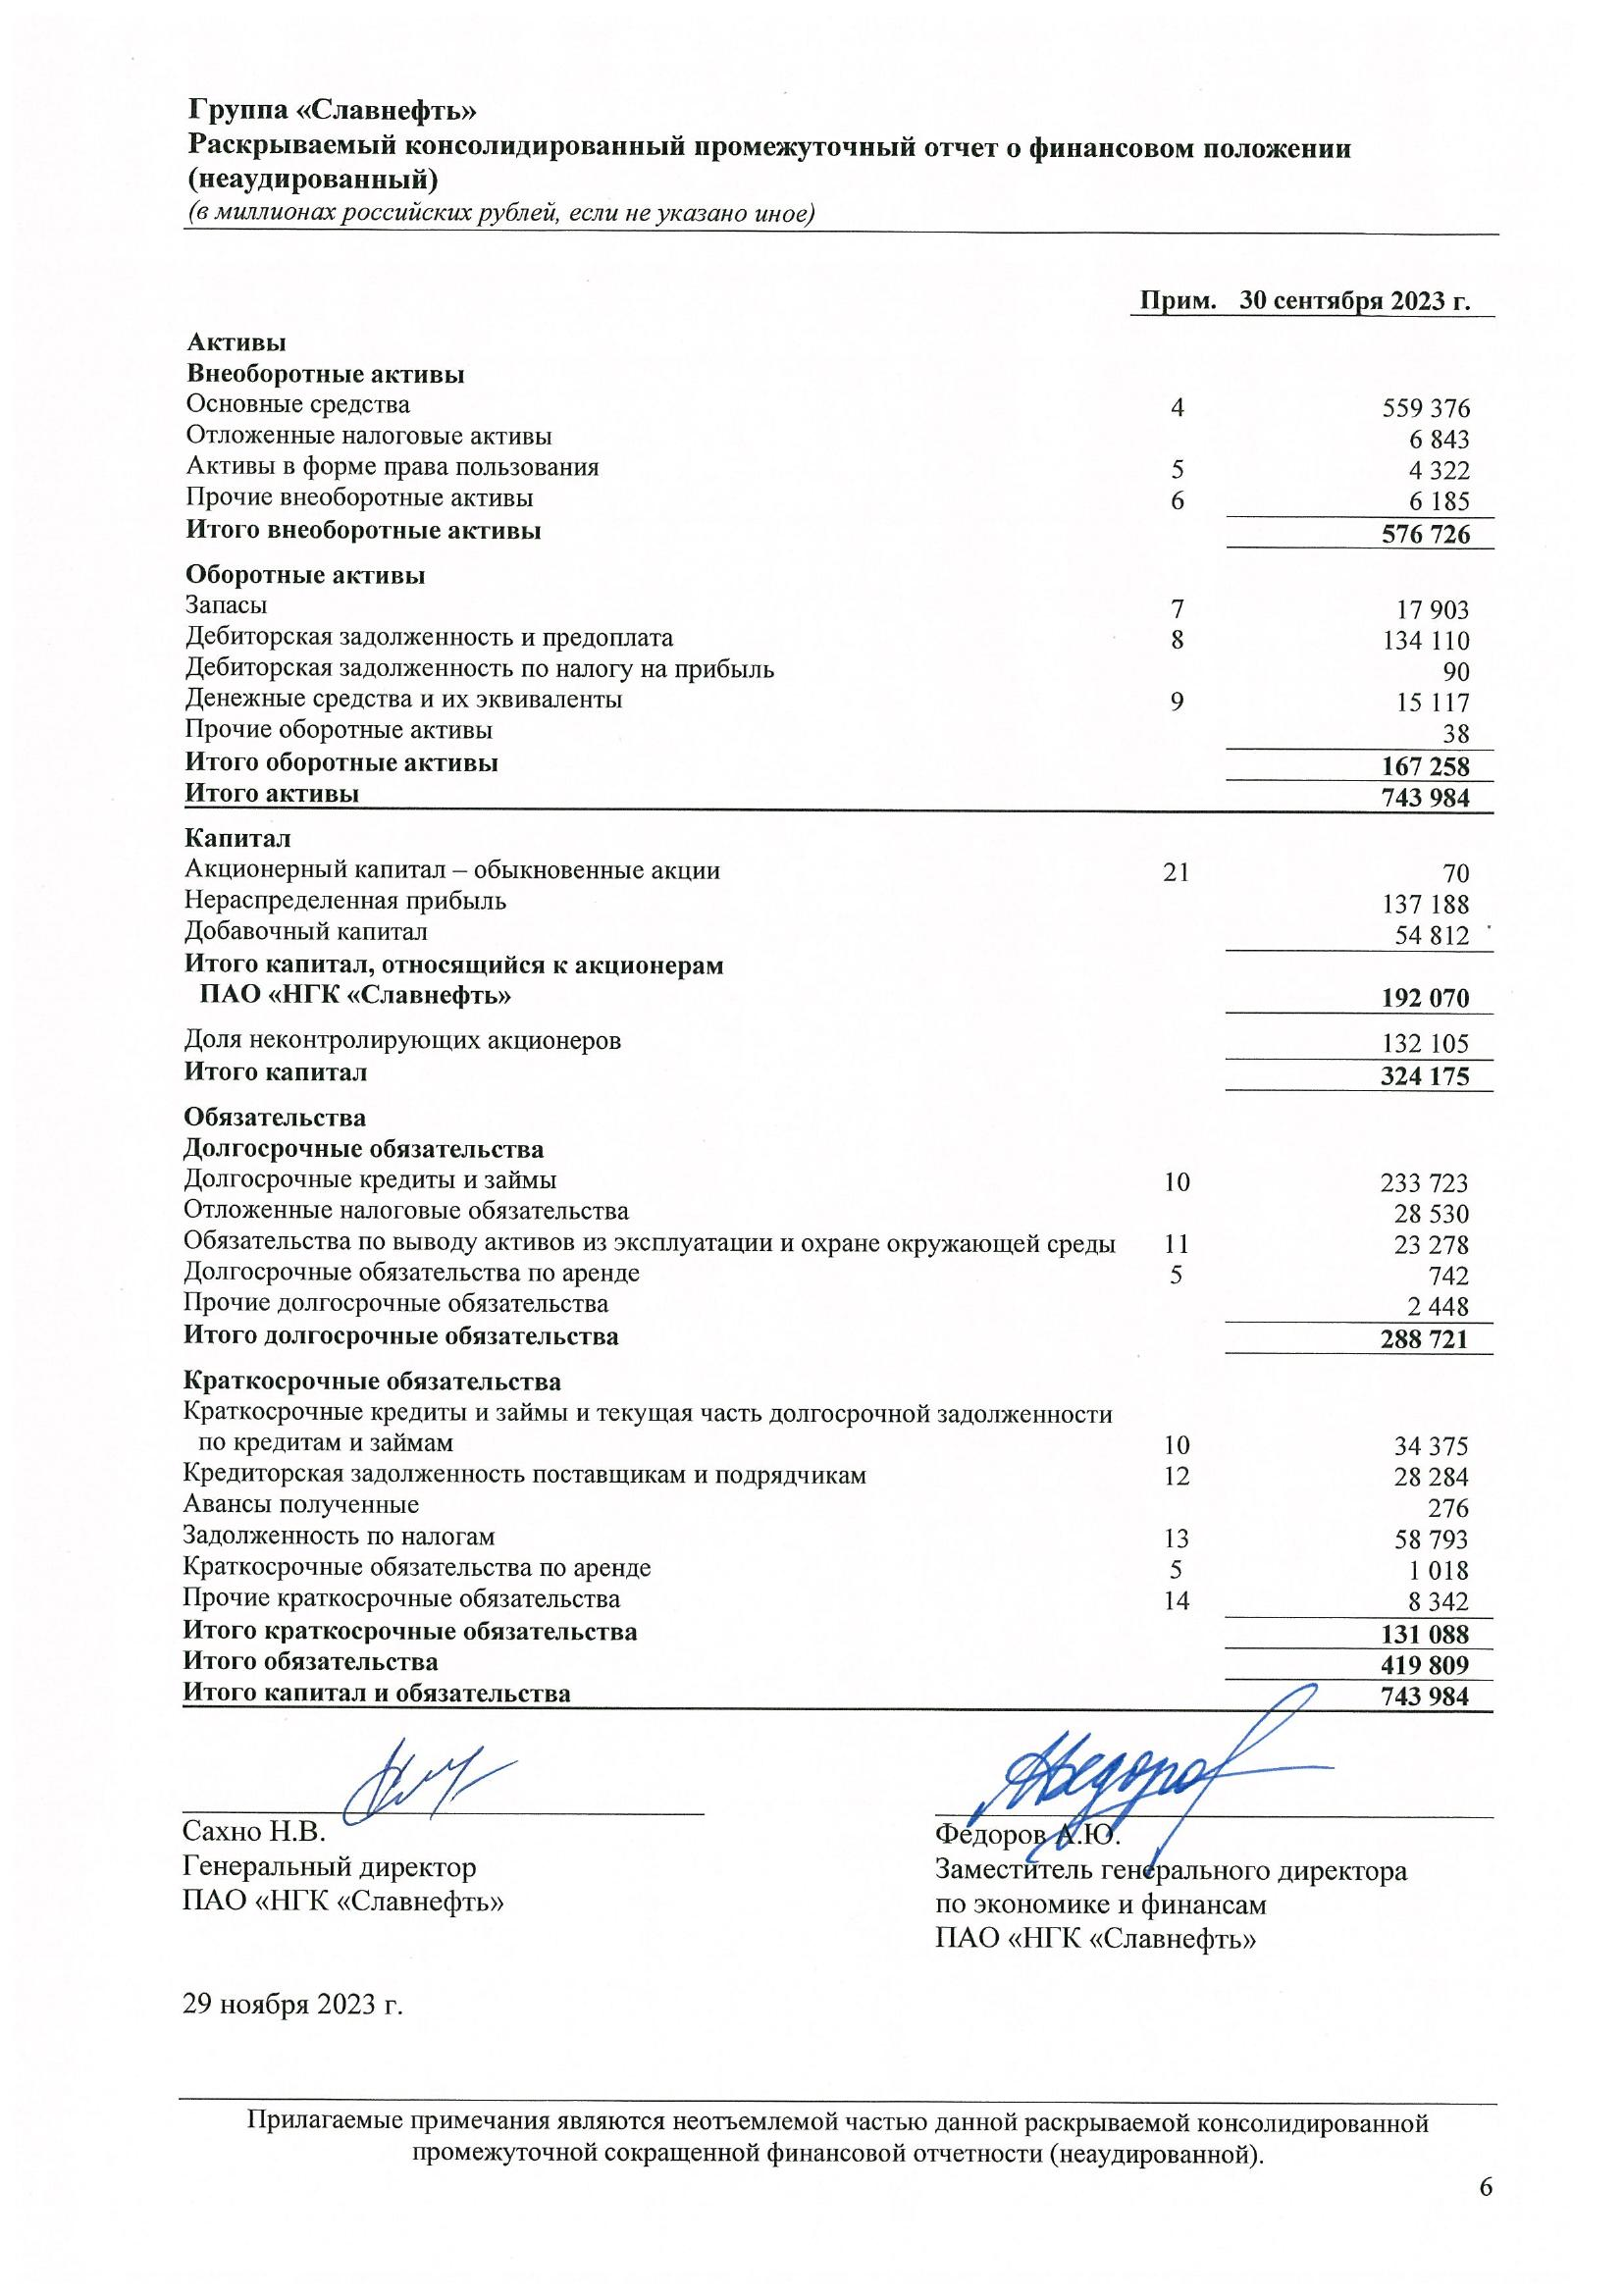 Группа «Славнефть»
Раскрываемый консолидированный промежуточный отчет о финансовом положении
(неаудированный)
(в миллионах российских рублей, если не указано иное)
Прим. 30 сентября 2023 г.
Активы
Внеоборотные активы
Основные средства 4 559 376
Отложенные налоговые активы 6 843
Активы в форме права пользования 5 4 322
Прочие внеоборотные активы 6 6 185
Итого внеоборотные активы 576 726
Оборотные активы
Запасы 7 17 903
Дебиторская задолженность и предоплата 8 134 110
Дебиторская задолженность по налогу на прибыль 90
Денежные средства и их эквиваленты 9 15 117
Прочие оборотные активы 38
Итого оборотные активы 167 258
Итого активы 743 984
Капитал
Акционерный капитал – обыкновенные акции 21 70
Нераспределенная прибыль 137 188
Добавочный капитал 54 812
Итого капитал, относящийся к акционерам
ПАО «НГК «Славнефть» 192 070
Доля неконтролирующих акционеров 132 105
Итого капитал 324 175
Обязательства
Долгосрочные обязательства
Долгосрочные кредиты и займы 10 233 723
Отложенные налоговые обязательства 28 530
Обязательства по выводу активов из эксплуатации и охране окружающей среды 11 23 278
Долгосрочные обязательства по аренде 5 742
Прочие долгосрочные обязательства 2 448
Итого долгосрочные обязательства 288 721
Краткосрочные обязательства
Краткосрочные кредиты и займы и текущая часть долгосрочной задолженности
по кредитам и займам 10 34 375
Кредиторская задолженность поставщикам и подрядчикам 12 28 284
Авансы полученные 276
Задолженность по налогам 13 58 793
Краткосрочные обязательства по аренде 5 1 018
Прочие краткосрочные обязательства 14 8 342
Итого краткосрочные обязательства 131 088
Итого обязательства 419 809
Итого капитал и обязательства 743 984
Сахно Н.В.
Генеральный директор
ПАО «НГК «Славнефть»
Федоров А.Ю.
Заместитель генерального директора
по экономике и финансам
ПАО «НГК «Славнефть»
29 ноября 2023 г.
Прилагаемые примечания являются неотъемлемой частью данной раскрываемой консолидированной
промежуточной сокращенной финансовой отчетности (неаудированной).
6